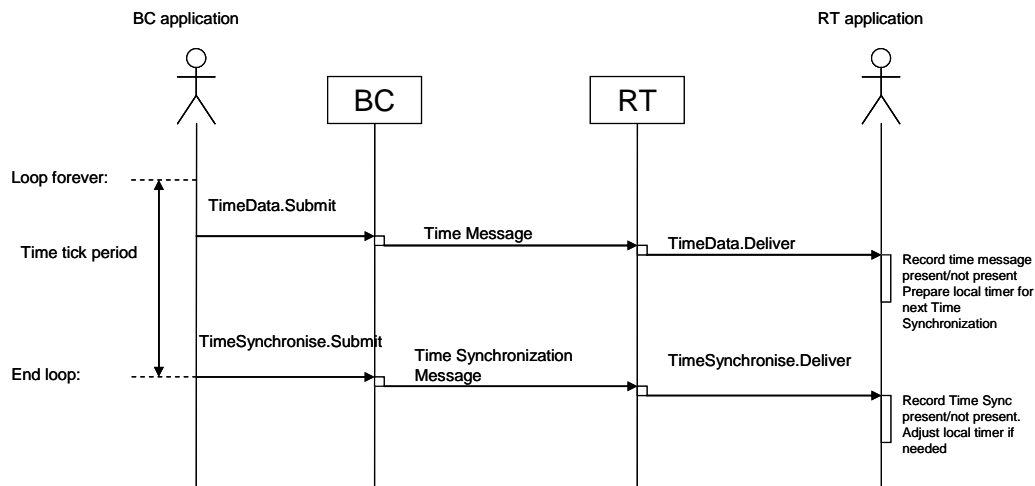 BC application
RT application
BC
RT
Loop forever:
TimeData.Submit
Time Message
TimeData.Deliver
Time tick period
Record time message
present/not present
Prepare local timer for
next Time
Synchronization
TimeSynchronise.Submit
Time Synchronization
Message
TimeSynchronise.Deliver
End loop:
Record Time Sync
present/not present.
Adjust local timer if
needed